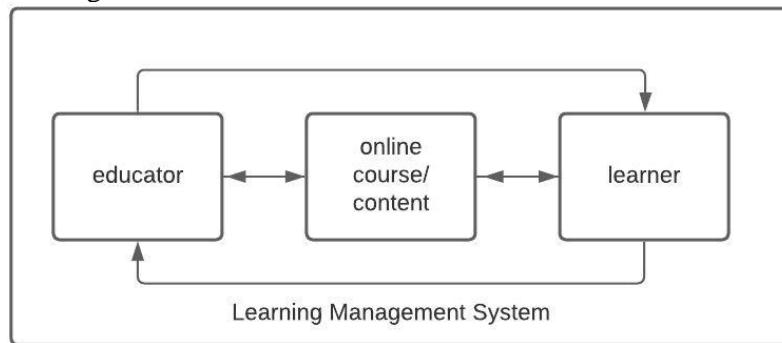 educator
online
course/
content
learner
Learning Management System